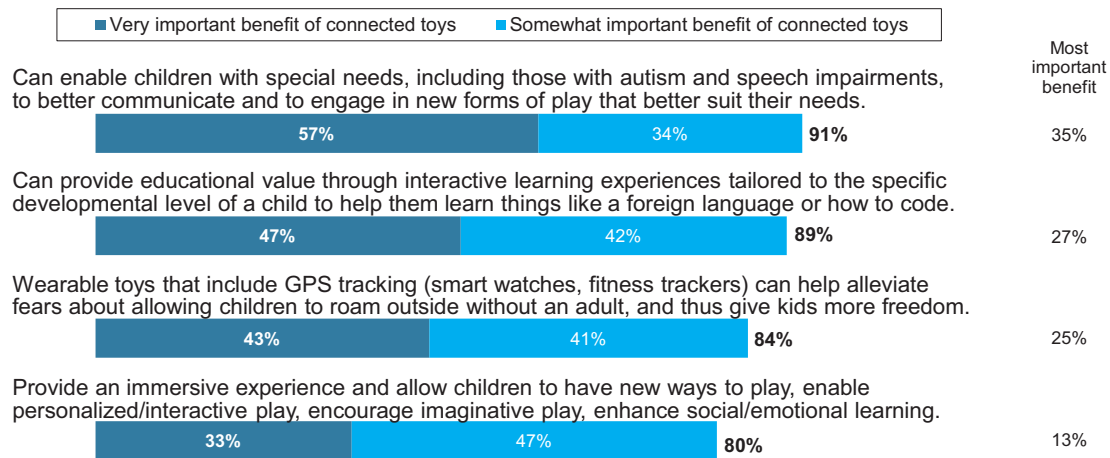 Very important benefit of connected toys Somewhat important benefit of connected toys
Most
important
benefit
Can enable children with special needs, including those with autism and speech impairments,
to better communicate and to engage in new forms of play that better suit their needs.
57% 34% 91% 35%
Can provide educational value through interactive learning experiences tailored to the specific
developmental level of a child to help them learn things like a foreign language or how to code.
47% 42% 89% 27%
Wearable toys that include GPS tracking (smart watches, fitness trackers) can help alleviate
fears about allowing children to roam outside without an adult, and thus give kids more freedom.
43% 41% 84% 25%
Provide an immersive experience and allow children to have new ways to play, enable
personalized/interactive play, encourage imaginative play, enhance social/emotional learning.
33% 47% 80% 13%